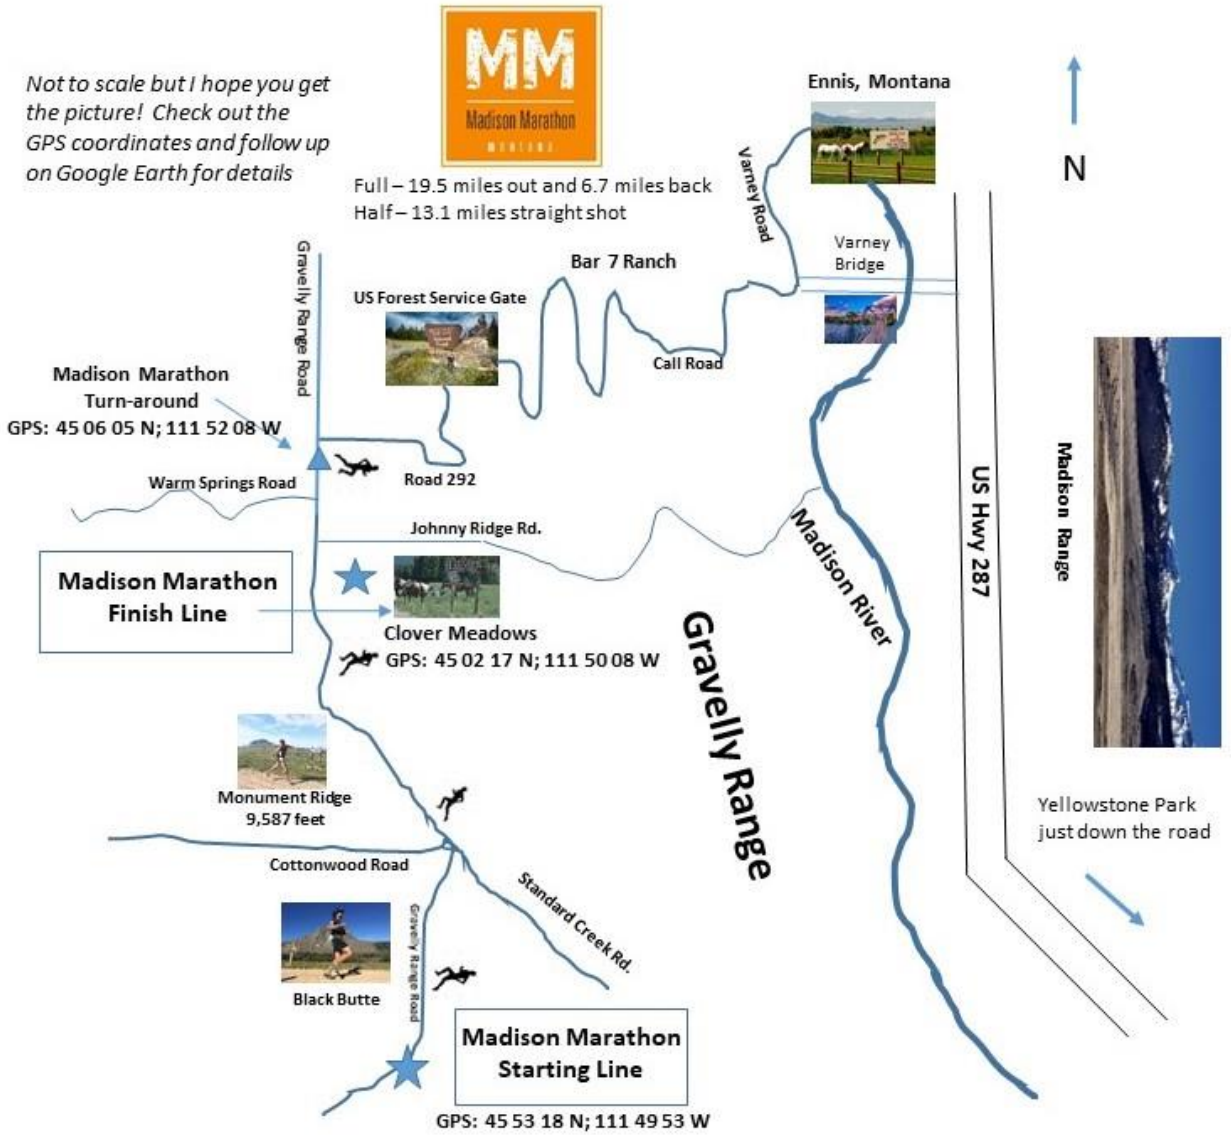 Not to scale but I hope you get
the picture! Check out the
GPS coordinates and follow up
on Google Earth for details
MM
Madison Marathon
MONTANA
Full – 19.5 miles out and 6.7 miles back
Half – 13.1 miles straight shot
Ennis, Montana
N
Varney Road
Varney
Bridge
Bar 7 Ranch
US Forest Service Gate
Call Road
Gravelly Range Road
Madison Marathon
Turn-around
GPS: 45 06 05 N; 111 52 08 W
Road 292
Warm Springs Road
Johnny Ridge Rd.
Madison Marathon
Finish Line
Clover Meadows
GPS: 45 02 17 N; 111 50 08 W
Madison River
US Hwy 287
Madison Range
Gravelly Range
Monument Ridge
9,587 feet
Yellowstone Park
just down the road
Cottonwood Road
Standard Creek Rd.
Gravelly Range Road
Black Butte
Madison Marathon
Starting Line
GPS: 45 53 18 N; 111 49 53 W